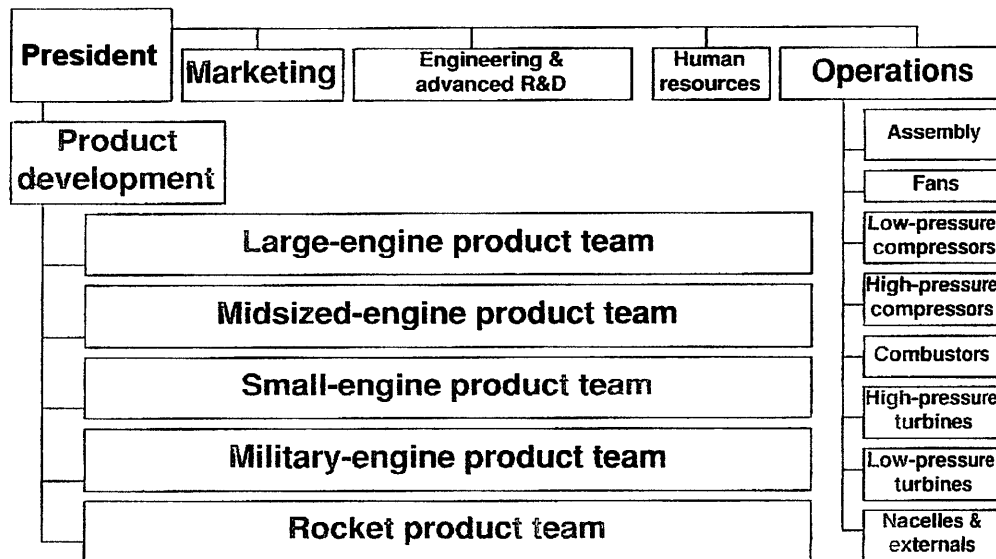 President
Marketing
Engineering &
advanced R&D
Human
resources
Operations
Product
development
Large-engine product team
Midsized-engine product team
Small-engine product team
Military-engine product team
Rocket product team
Assembly
Fans
Low-pressure
compressors
High-pressure
compressors
Combustors
High-pressure
turbines
Low-pressure
turbines
Nacelles &
externals